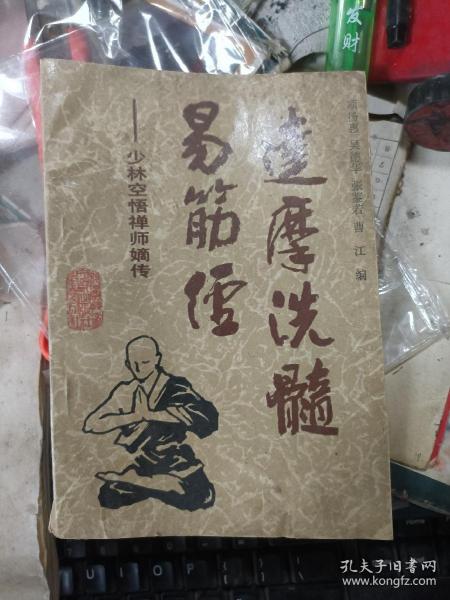 达摩洗髓
易筋经
——少林空悟禅师嫡传
曹江 编
发财
U I O P
孔夫子旧书网
www.kongfz.com